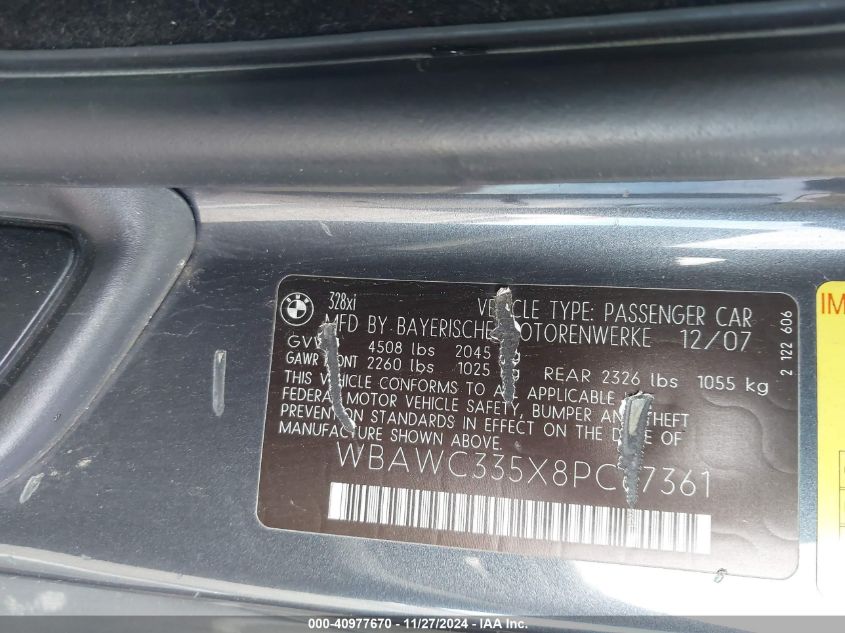 328xi VEHICLE TYPE: PASSENGER CAR
MFD BY BAYERISCHE MOTORENWERKE 12/07
4508 lbs 2045
GAWR 2260 lbs 1025 REAR 2326 lbs 1055 kg
THIS VEHICLE CONFORMS TO ALL APPLICABLE
FEDERAL MOTOR VEHICLE SAFETY, BUMPER AND THEFT
PREVENTION STANDARDS IN EFFECT ON THE DATE OF
MANUFACTURE SHOWN ABOVE.
WBAWC335X8PC87361
2 122 606
IM
000-40977670 - 11/27/2024 - IAA Inc.